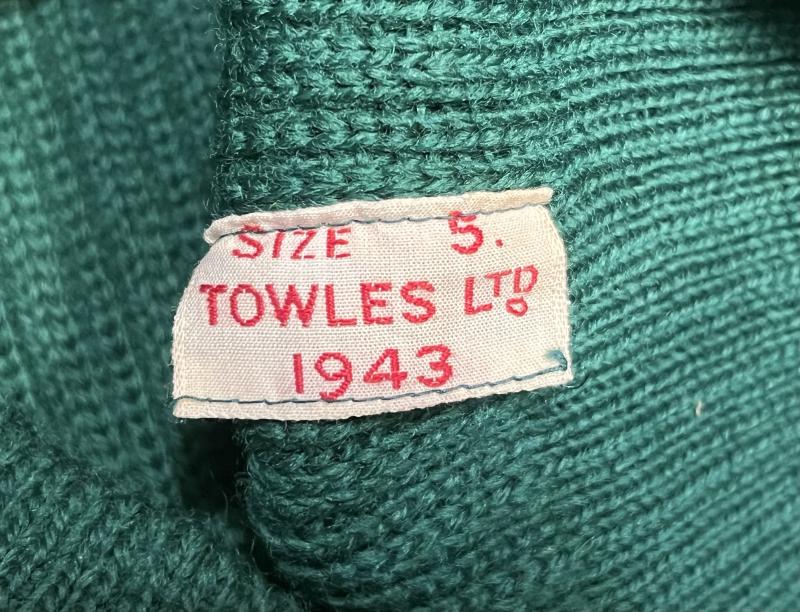 SIZE 5.
TOWLES LTD
1943